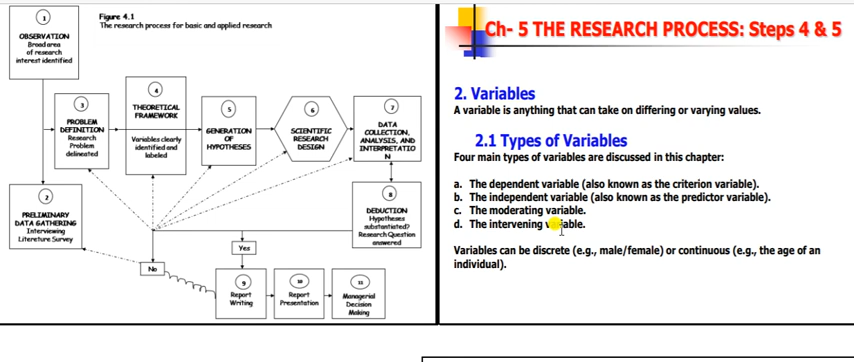 Figure 4.1
The research process for basic and applied research
1
OBSERVATION
Broad area
of research
interest identified
2
PRELIMINARY
DATA GATHERING
Interviewing
Literature Survey
3
PROBLEM
DEFINITION
Research
Problem
delineated
4
THEORETICAL
FRAMEWORK
Variables clearly
identified and
labeled
5
GENERATION
OF
HYPOTHESES
6
SCIENTIFIC
RESEARCH
DESIGN
7
DATA
COLLECTION,
ANALYSIS, AND
INTERPRETATIO
N
8
DEDUCTION
Hypotheses
substantiated?
Research Question
answered
Yes
No
9
Report
Writing
10
Report
Presentation
11
Managerial
Decision
Making
Ch- 5 THE RESEARCH PROCESS: Steps 4 & 5
2. Variables
A variable is anything that can take on differing or varying values.
2.1 Types of Variables
Four main types of variables are discussed in this chapter:
a. The dependent variable (also known as the criterion variable).
b. The independent variable (also known as the predictor variable).
c. The moderating variable.
d. The intervening variable.
Variables can be discrete (e.g., male/female) or continuous (e.g., the age of an
individual).